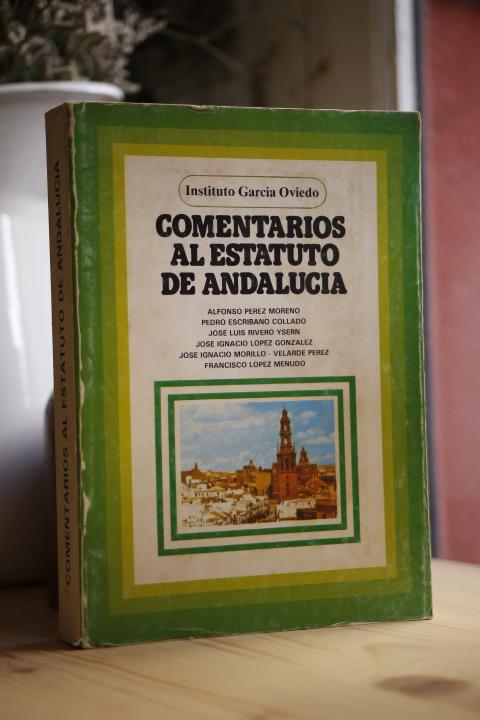 Instituto García Oviedo
COMENTARIOS
AL ESTATUTO
DE ANDALUCIA
ALFONSO PEREZ MORENO
PEDRO ESCRIBANO COLLADO
JOSE LUIS RIVERO YSERN
JOSE IGNACIO LOPEZ GONZALEZ
JOSE IGNACIO MORILLO - VELARDE PEREZ
FRANCISCO LOPEZ MENUDO
COMENTARIOS AL ESTATUTO DE ANDALUCIA